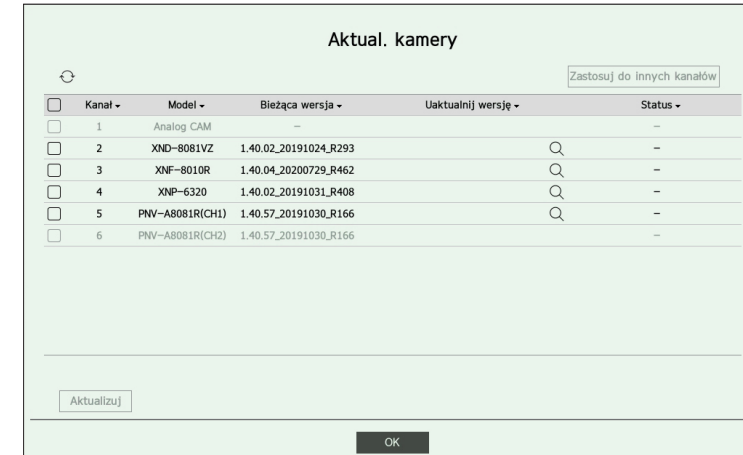 Aktual. kamery
Zastosuj do innych kanałów
Kanał Model Bieżąca wersja Uaktualnij wersję Status
1 Analog CAM – –
2 XND-8081VZ 1.40.02_20191024_R293 –
3 XNF-8010R 1.40.04_20200729_R462 –
4 XNP-6320 1.40.02_20191031_R408 –
5 PNV-A8081R(CH1) 1.40.57_20191030_R166 –
6 PNV-A8081R(CH2) 1.40.57_20191030_R166 –
Aktualizuj
OK